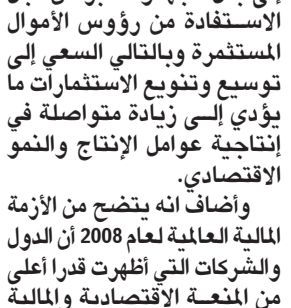 الاستفادة من رؤوس الأموال
المستثمرة وبالتالي السعي إلى
توسيع وتنويع الاستثمارات ما
يؤدي إلى زيادة متواصلة في
إنتاجية عوامل الإنتاج والنمو
الاقتصادي.
وأضاف انه يتضح من الأزمة
المالية العالمية لعام 2008 أن الدول
والشركات التي أظهرت قدرا أعلى
من المنعة الاقتصادية والمالية